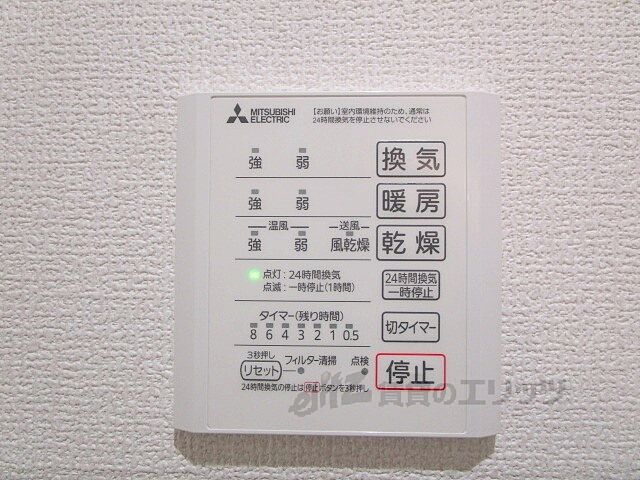 MITSUBISHI
ELECTRIC
【お願い】室内環境維持のため、通常は
24時間換気を停止させないでください
強 弱 換気
強 弱 暖房
温風 送風
強 弱 風乾燥 乾燥
点灯:24時間換気
点滅:一時停止(1時間)
24時間換気
一時停止
タイマー(残り時間)
8 6 4 3 2 1 0.5
切タイマー
3秒押し
リセット フィルター清掃 点検
停止
24時間換気の停止は停止ボタンを3秒押し
賃貸のエリッツ